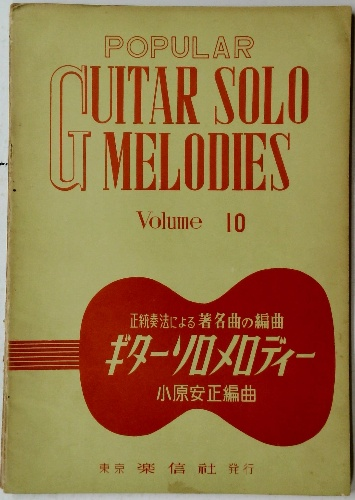 POPULAR
GUITAR SOLO
MELODIES
Volume 10
正統奏法による著名曲の編曲
ギターソロメロディー
小原安正編曲
東京 楽信社 発行